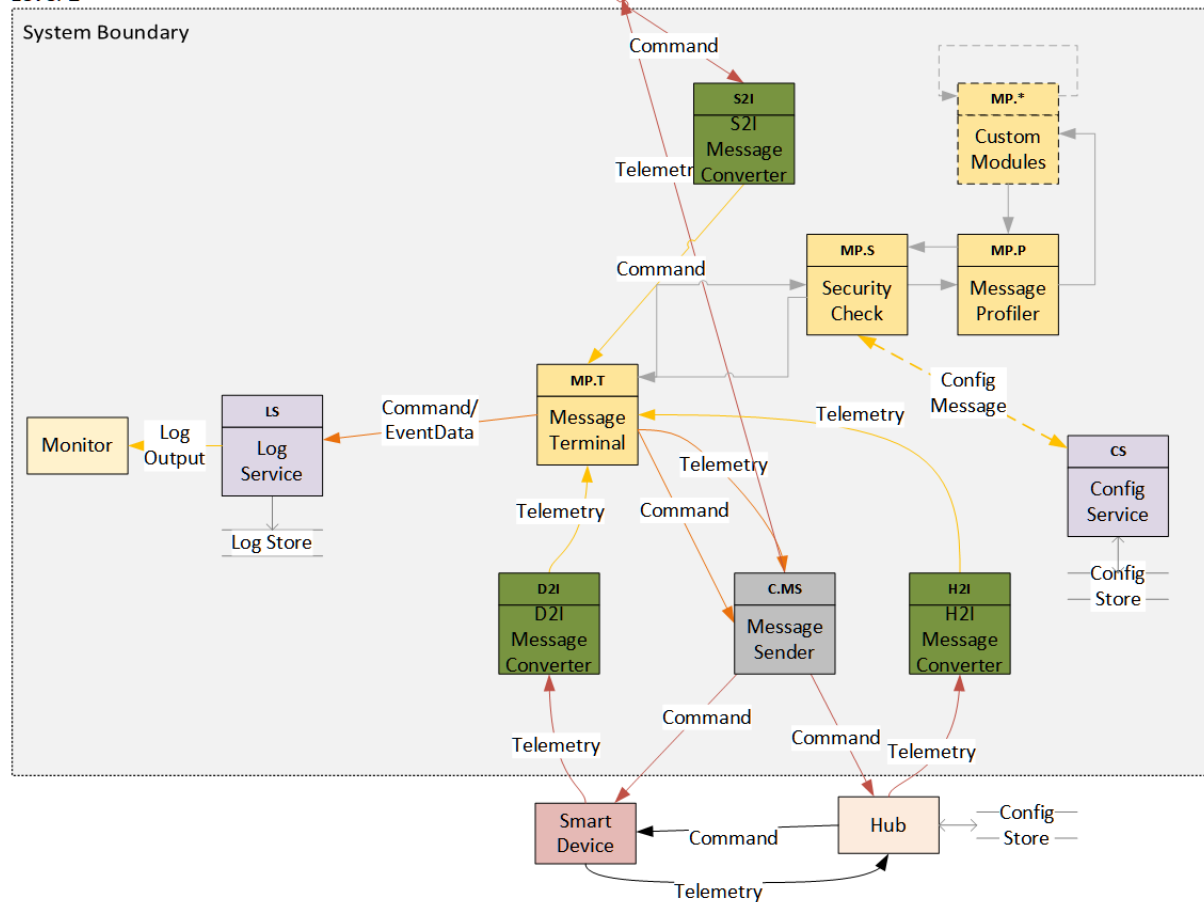 System Boundary
Command
S2I
S2I
Message
Converter
MP.*
Custom
Modules
Telemetr
MP.S
Security
Check
MP.P
Message
Profiler
Command
MP.T
Message
Terminal
Config
Message
Command/
EventData
Telemetry
LS
Log
Service
Monitor
Log
Output
CS
Config
Service
Telemetry
Command
Telemetry
Log Store
D2I
D2I
Message
Converter
C.MS
Message
Sender
H2I
H2I
Message
Converter
Config
Store
Command
Command
Telemetry
Telemetry
Smart
Device
Hub
Config
Store
Command
Telemetry